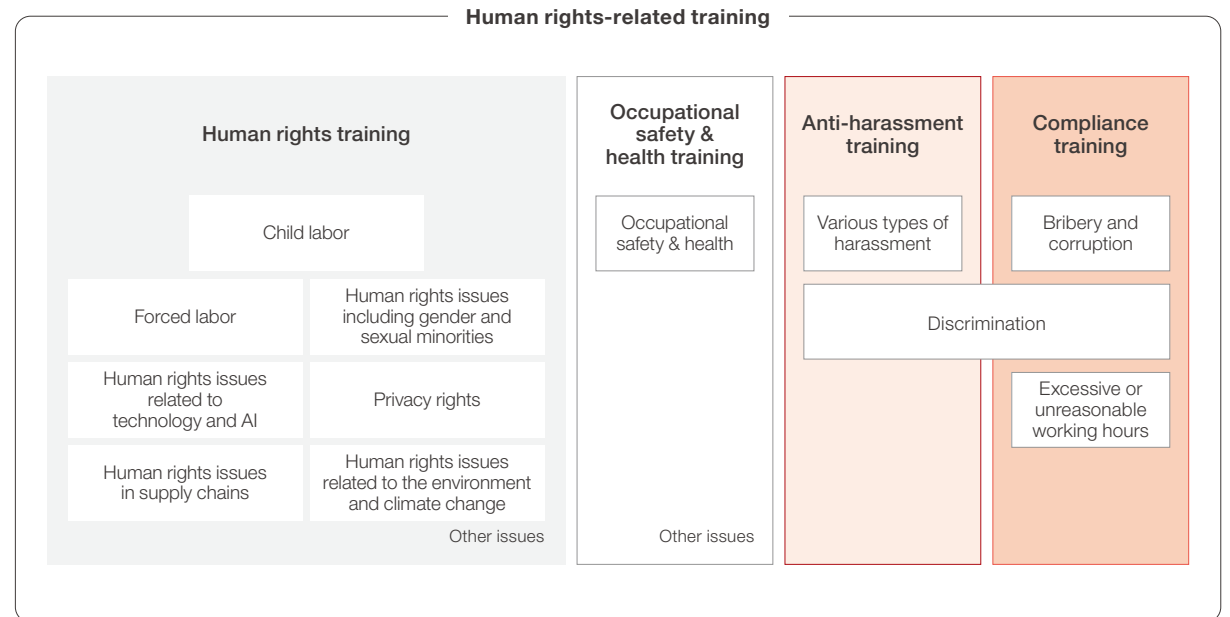 Human rights-related training
Human rights training
Child labor
Forced labor
Human rights issues
including gender and
sexual minorities
Human rights issues
related to
technology and AI
Privacy rights
Human rights issues
in supply chains
Human rights issues
related to the environment
and climate change
Other issues
Occupational
safety &
health training
Occupational
safety & health
Other issues
Anti-harassment
training
Various types of
harassment
Compliance
training
Bribery and
corruption
Discrimination
Excessive or
unreasonable
working hours